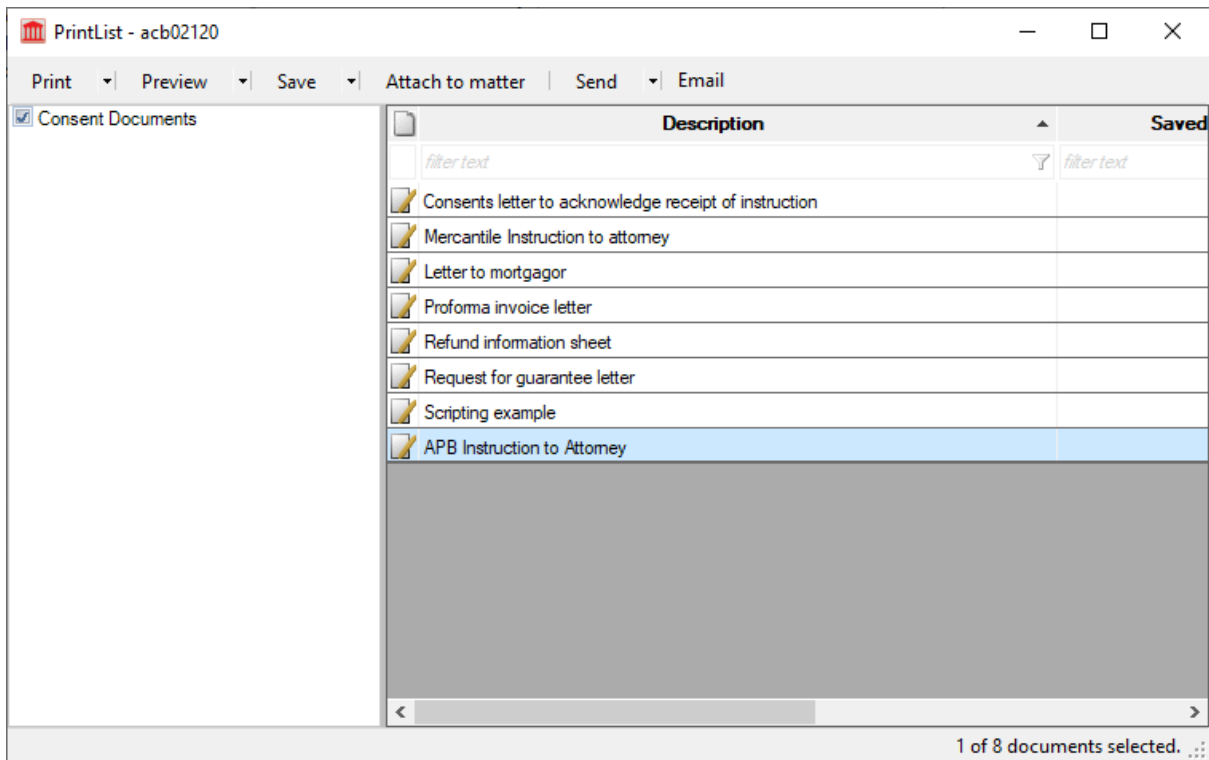 PrintList - acb02120
Print Preview Save Attach to matter Send Email
Consent Documents
Description Saved
filter text filter text
Consents letter to acknowledge receipt of instruction
Mercantile Instruction to attorney
Letter to mortgagor
Proforma invoice letter
Refund information sheet
Request for guarantee letter
Scripting example
APB Instruction to Attorney
1 of 8 documents selected.